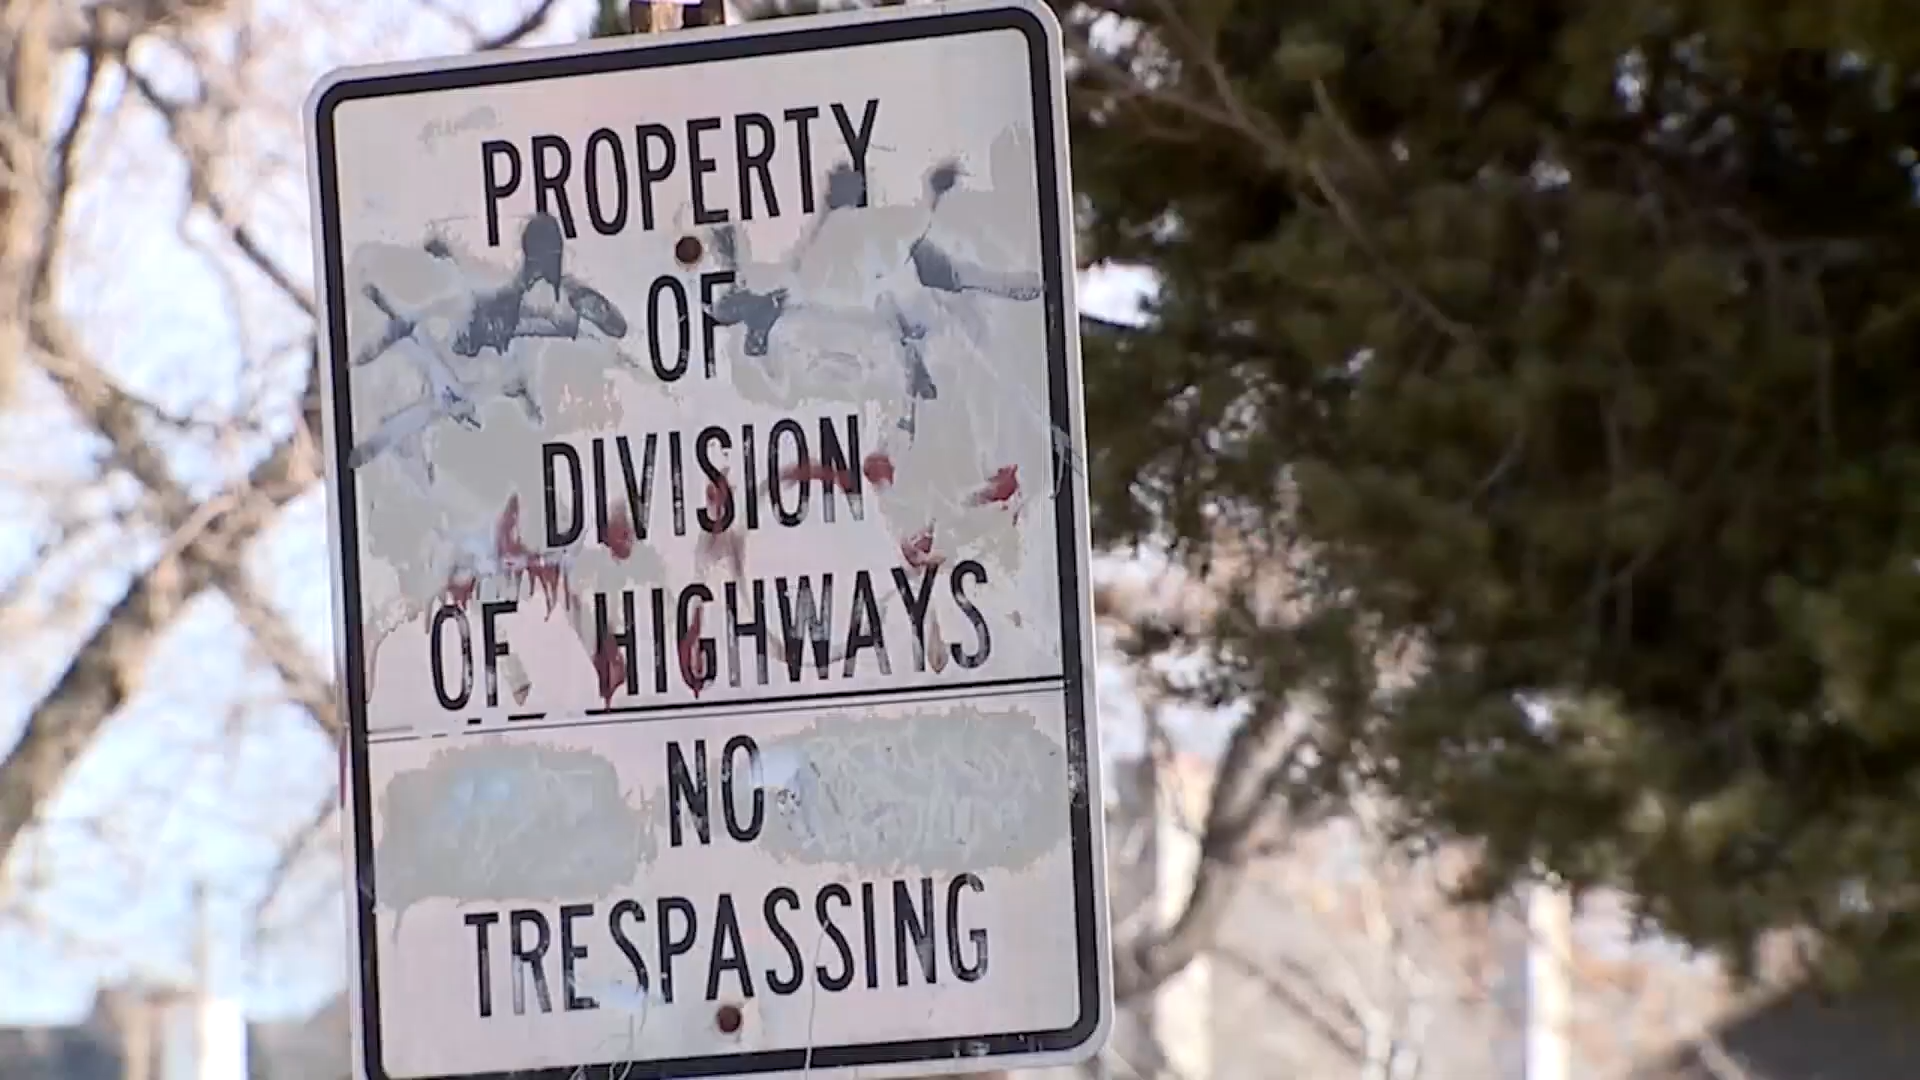 PROPERTY
OF
DIVISION
OF HIGHWAYS
NO
TRESPASSING